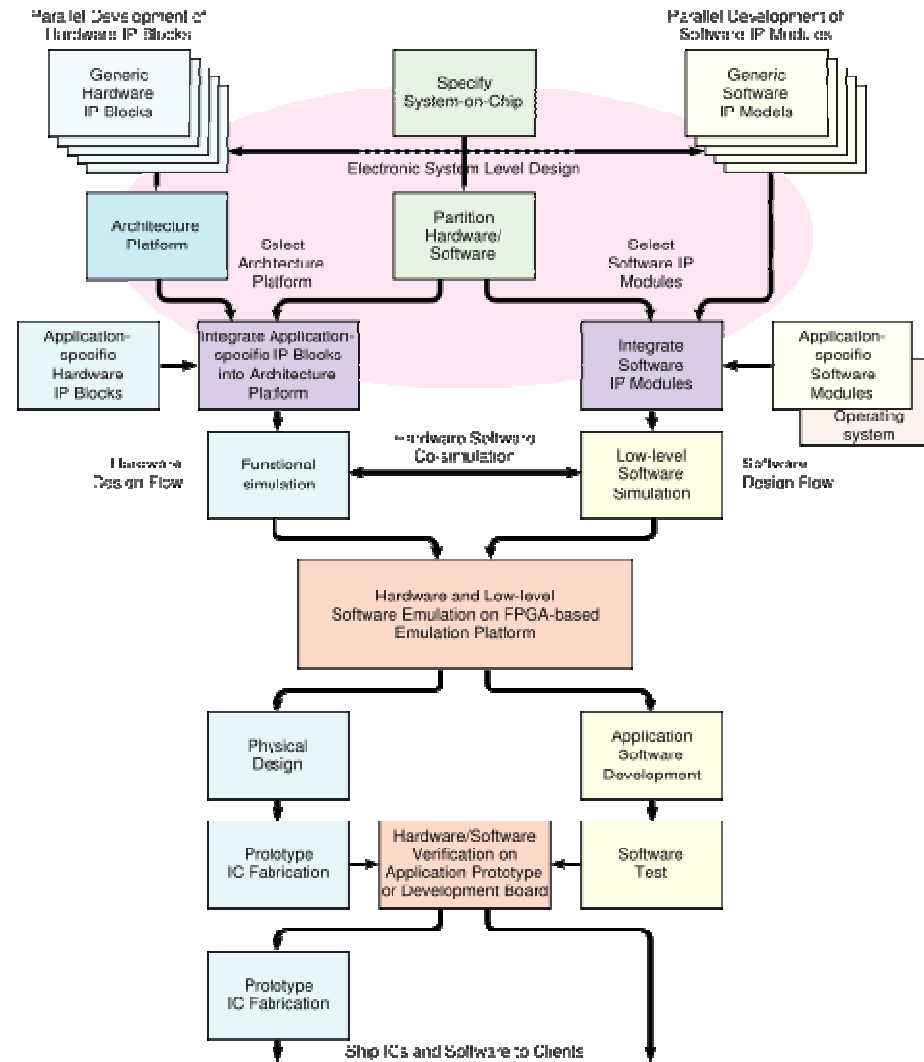 Parallel Development of
Hardware IP Blocks
Parallel Development of
Software IP Modules
Generic
Hardware
IP Blocks
Specify
System-on-Chip
Generic
Software
IP Models
Electronic System Level Design
Architecture
Platform
Select
Architecture
Platform
Partition
Hardware/
Software
Select
Software IP
Modules
Application-
specific
Hardware
IP Blocks
Integrate Application-
specific IP Blocks
into Architecture
Platform
Integrate
Software
IP Modules
Application-
specific
Software
Modules
Operating
system
Hardware
Design Flow
Functional
simulation
Hardware Software
Co-simulation
Low-level
Software
Simulation
Software
Design Flow
Hardware and Low-level
Software Emulation on FPGA-based
Emulation Platform
Physical
Design
Application
Software
Development
Prototype
IC Fabrication
Hardware/Software
Verification on
Application Prototype
or Development Board
Software
Test
Prototype
IC Fabrication
Ship ICs and Software to Clients